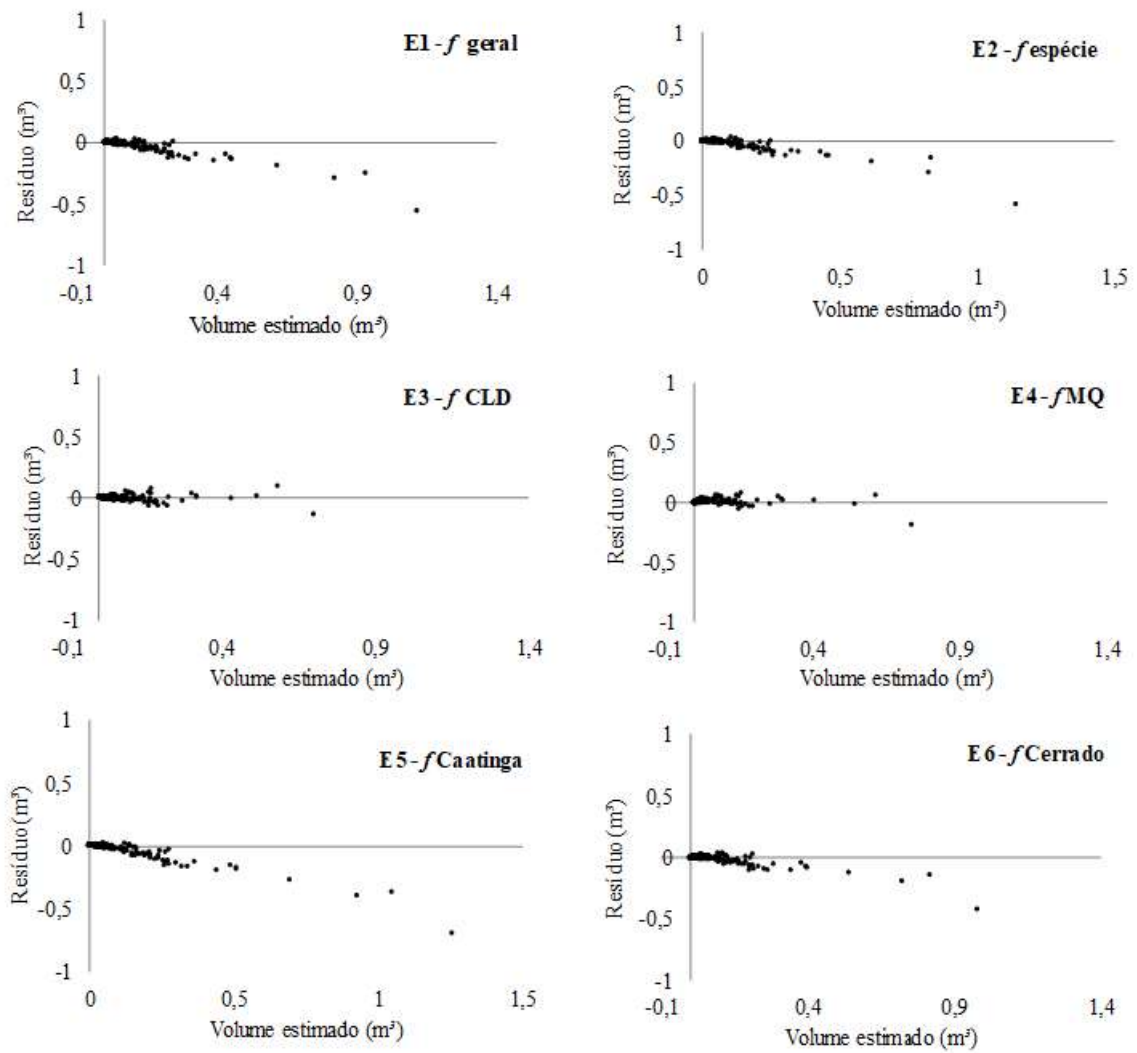 1
0,5
0
-0,5
-1
Resíduo (m³)
E1 - f geral
-0,1 0,4 0,9 1,4
Volume estimado (m³)
1
0,5
0
-0,5
-1
Resíduo (m³)
E2 - f espécie
0 0,5 1 1,5
Volume estimado (m³)
1
0,5
0
-0,5
-1
Resíduo (m³)
E3 - f CLD
-0,1 0,4 0,9 1,4
Volume estimado (m³)
1
0,5
0
-0,5
-1
Resíduo (m³)
E4 - f MQ
-0,1 0,4 0,9 1,4
Volume estimado (m³)
1
0,5
0
-0,5
-1
Resíduo (m³)
E5 - f Caatinga
0 0,5 1 1,5
Volume estimado (m³)
1
0,5
0
-0,5
-1
Resíduo (m³)
E6 - f Cerrado
-0,1 0,4 0,9 1,4
Volume estimado (m³)